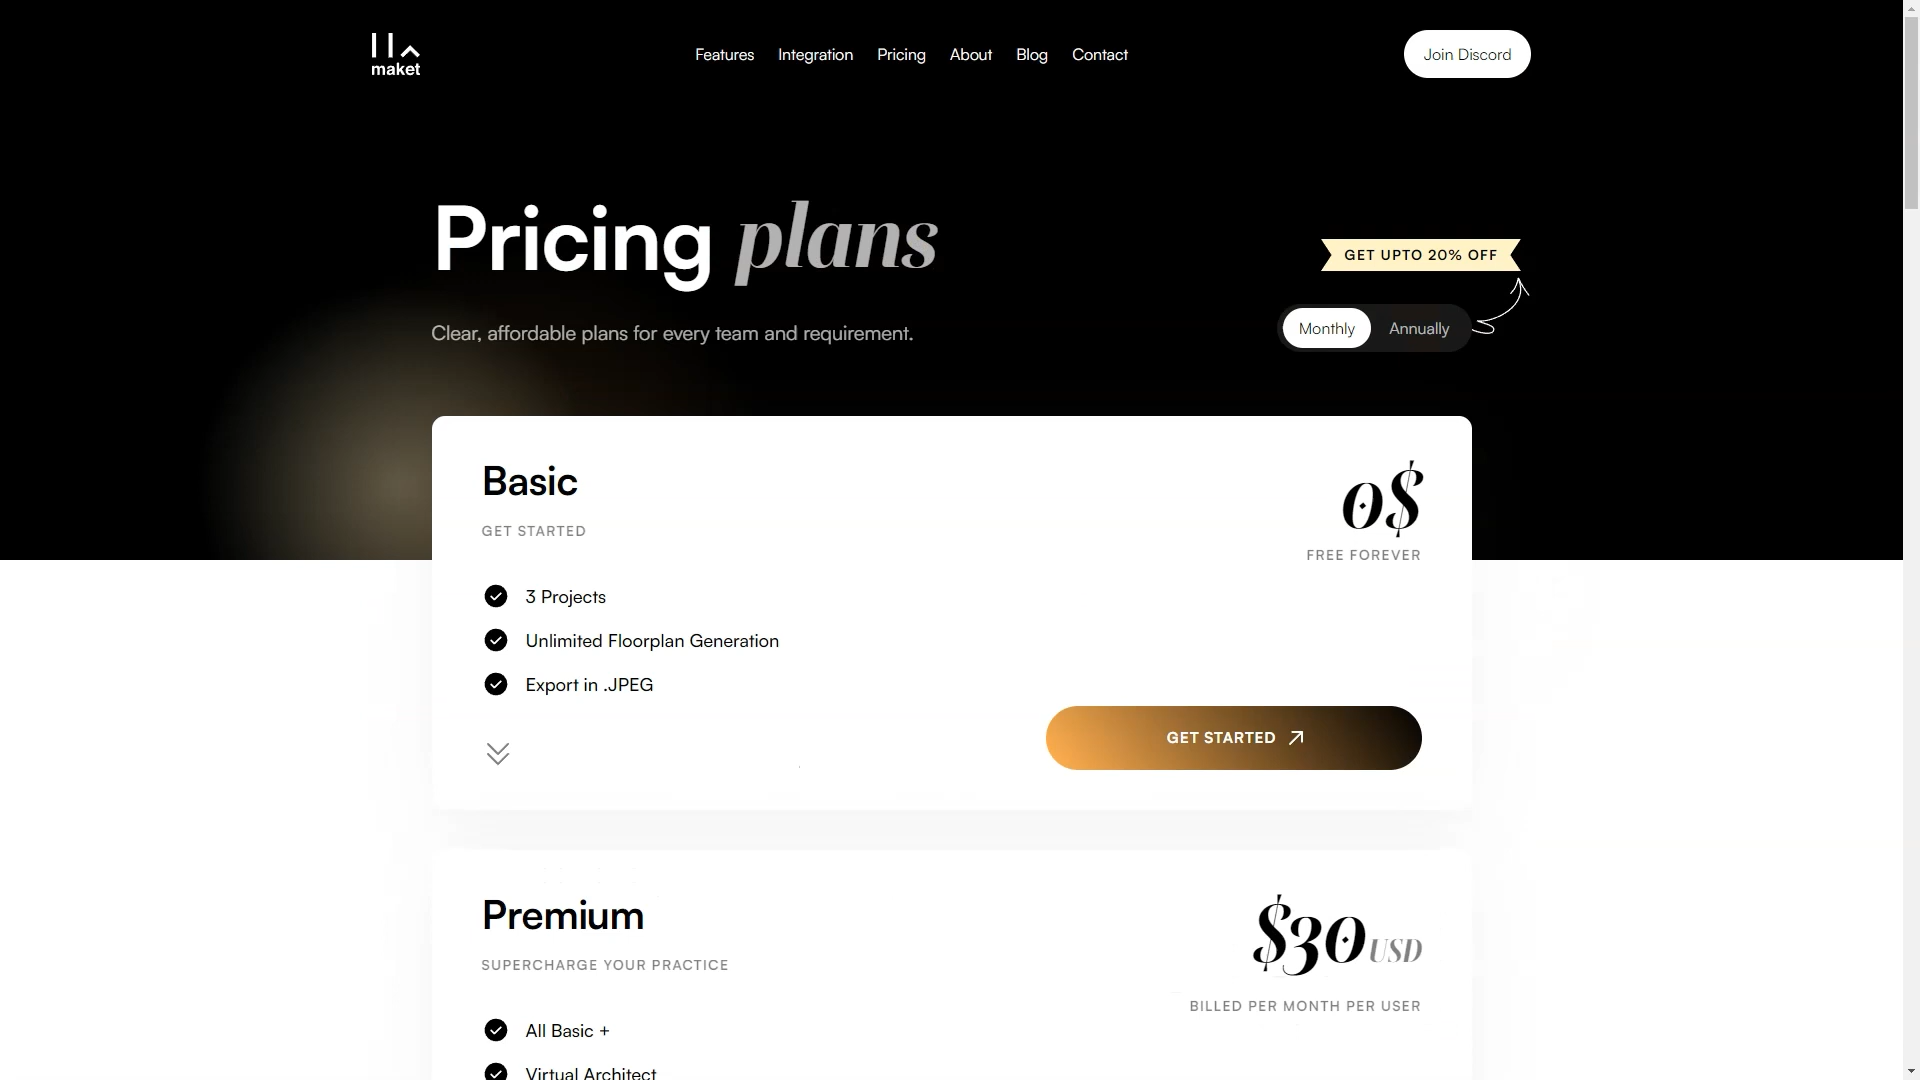 maket
Features Integration Pricing About Blog Contact
Join Discord
Pricing plans
GET UPTO 20% OFF
Clear, affordable plans for every team and requirement.
Monthly Annually
Basic
0$
GET STARTED
FREE FOREVER
3 Projects
Unlimited Floorplan Generation
Export in .JPEG
GET STARTED
Premium
$30 USD
SUPERCHARGE YOUR PRACTICE
BILLED PER MONTH PER USER
All Basic +
Virtual Architect